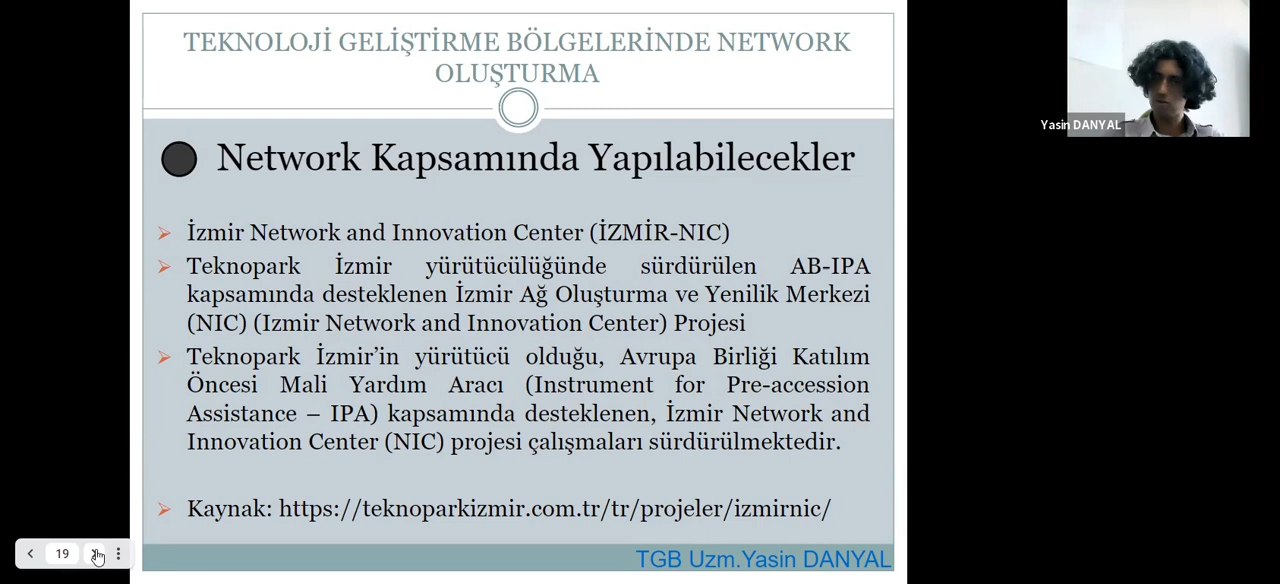 TEKNOLOJİ GELİŞTİRME BÖLGELERİNDE NETWORK
OLUŞTURMA
Yasin DANYAL
Network Kapsamında Yapılabilecekler
İzmir Network and Innovation Center (İZMİR-NIC)
Teknopark İzmir yürütücülüğünde sürdürülen AB-IPA
kapsamında desteklenen İzmir Ağ Oluşturma ve Yenilik Merkezi
(NIC) (Izmir Network and Innovation Center) Projesi
Teknopark İzmir’in yürütücü olduğu, Avrupa Birliği Katılım
Öncesi Mali Yardım Aracı (Instrument for Pre-accession
Assistance – IPA) kapsamında desteklenen, İzmir Network and
Innovation Center (NIC) projesi çalışmaları sürdürülmektedir.
Kaynak: https://teknoparkizmir.com.tr/tr/projeler/izmirnic/
19
TGB Uzm.Yasin DANYAL